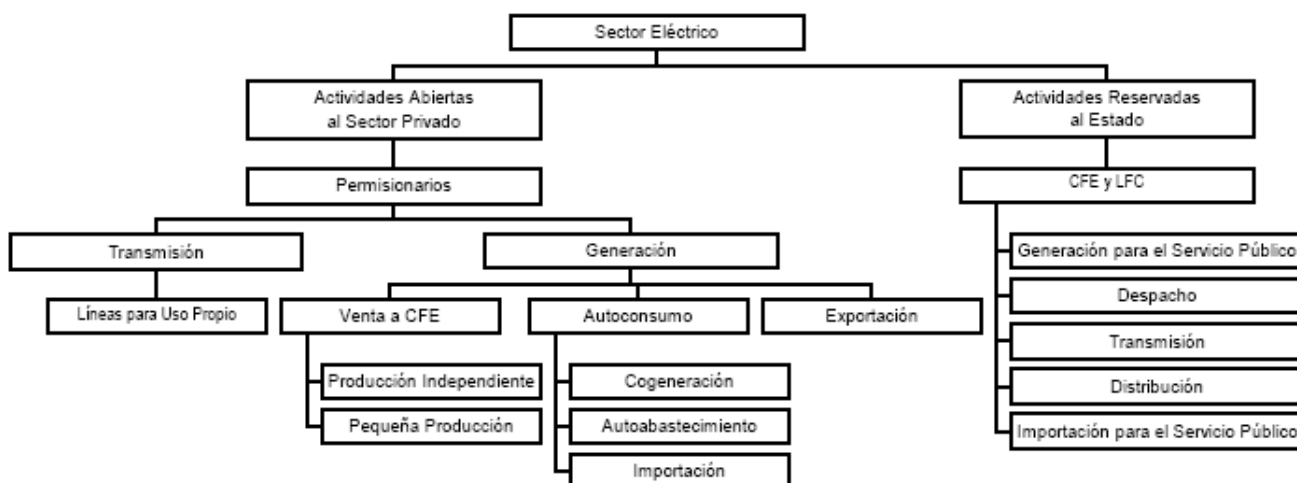 Sector Eléctrico
Actividades Abiertas
al Sector Privado
Actividades Reservadas
al Estado
Permisionarios
CFE y LFC
Transmisión
Generación
Generación para el Servicio Público
Líneas para Uso Propio
Venta a CFE
Autoconsumo
Exportación
Despacho
Transmisión
Producción Independiente
Cogeneración
Distribución
Pequeña Producción
Autoabastecimiento
Importación para el Servicio Público
Importación